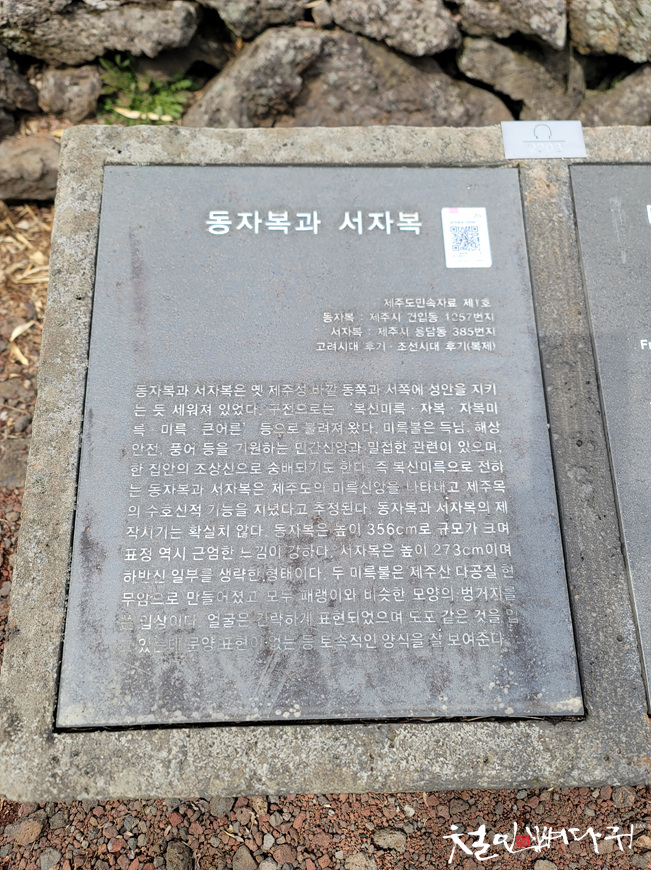 동자복과 서자복
제주도민속자료 제1호
동자복 : 제주시 건입동 1257번지
서자복 : 제주시 용담동 385번지
고려시대 후기 · 조선시대 후기(복제)
동자복과 서자복은 옛 제주성 바깥 동쪽과 서쪽에 성안을 지키
는 듯 세워져 있었다. 구전으로는 ‘복신미륵 · 자복 · 자복미
륵 · 미륵 · 큰어른’ 등으로 불려져 왔다. 미륵불은 득남, 해상
안전, 풍어 등을 기원하는 민간신앙과 밀접한 관련이 있으며,
한 집안의 조상신으로 숭배되기도 한다. 즉 복신미륵으로 전하
는 동자복과 서자복은 제주도의 미륵신앙을 나타내고 제주목
의 수호신적 기능을 지녔다고 추정된다. 동자복과 서자복의 제
작시기는 확실치 않다. 동자복은 높이 356cm로 규모가 크며
표정 역시 근엄한 느낌이 강하다. 서자복은 높이 273cm이며
하반신 일부를 생략한 형태이다. 두 미륵불은 제주산 다공질 현
무암으로 만들어졌고 모두 패랭이와 비슷한 모양의 벙거지를
쓴 입상이다. 얼굴은 간략하게 표현되었으며 도포 같은 것을 입
있는데 문양 표현이 없는 등 토속적인 양식을 잘 보여준다.
Fr